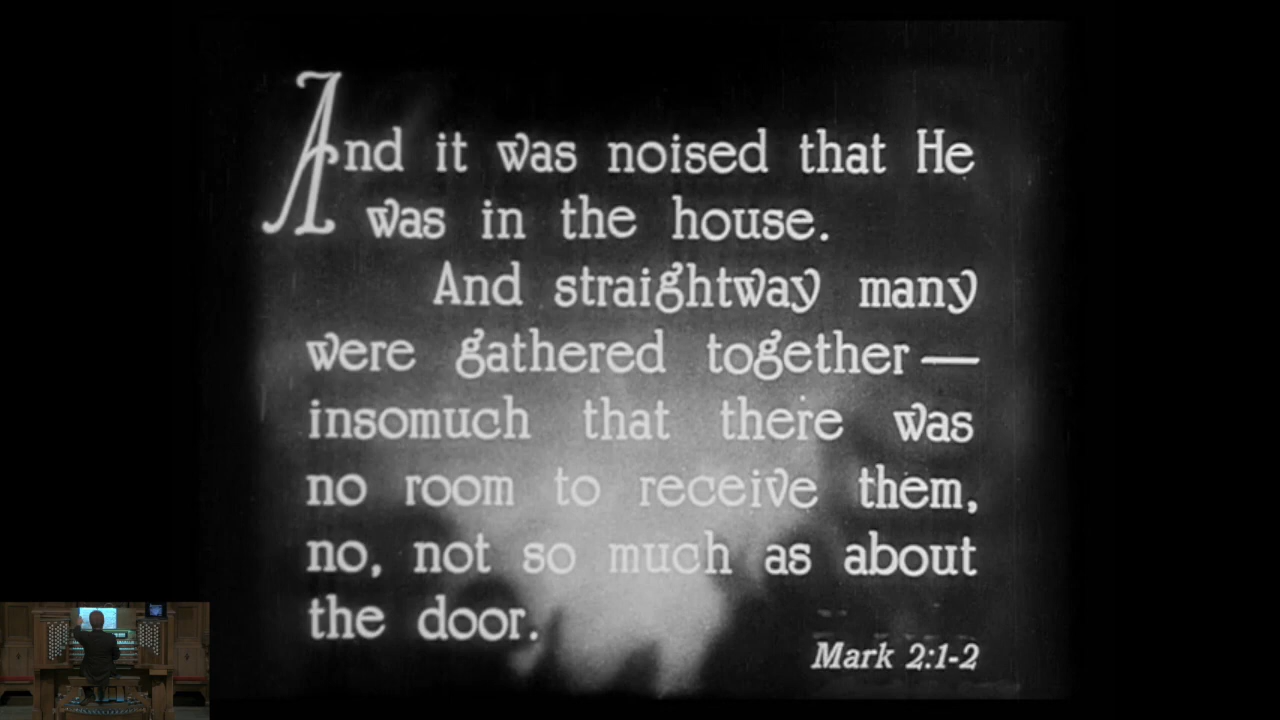 And it was noised that He
was in the house.
And straightway many
were gathered together —
insomuch that there was
no room to receive them,
no, not so much as about
the door.
Mark 2:1-2